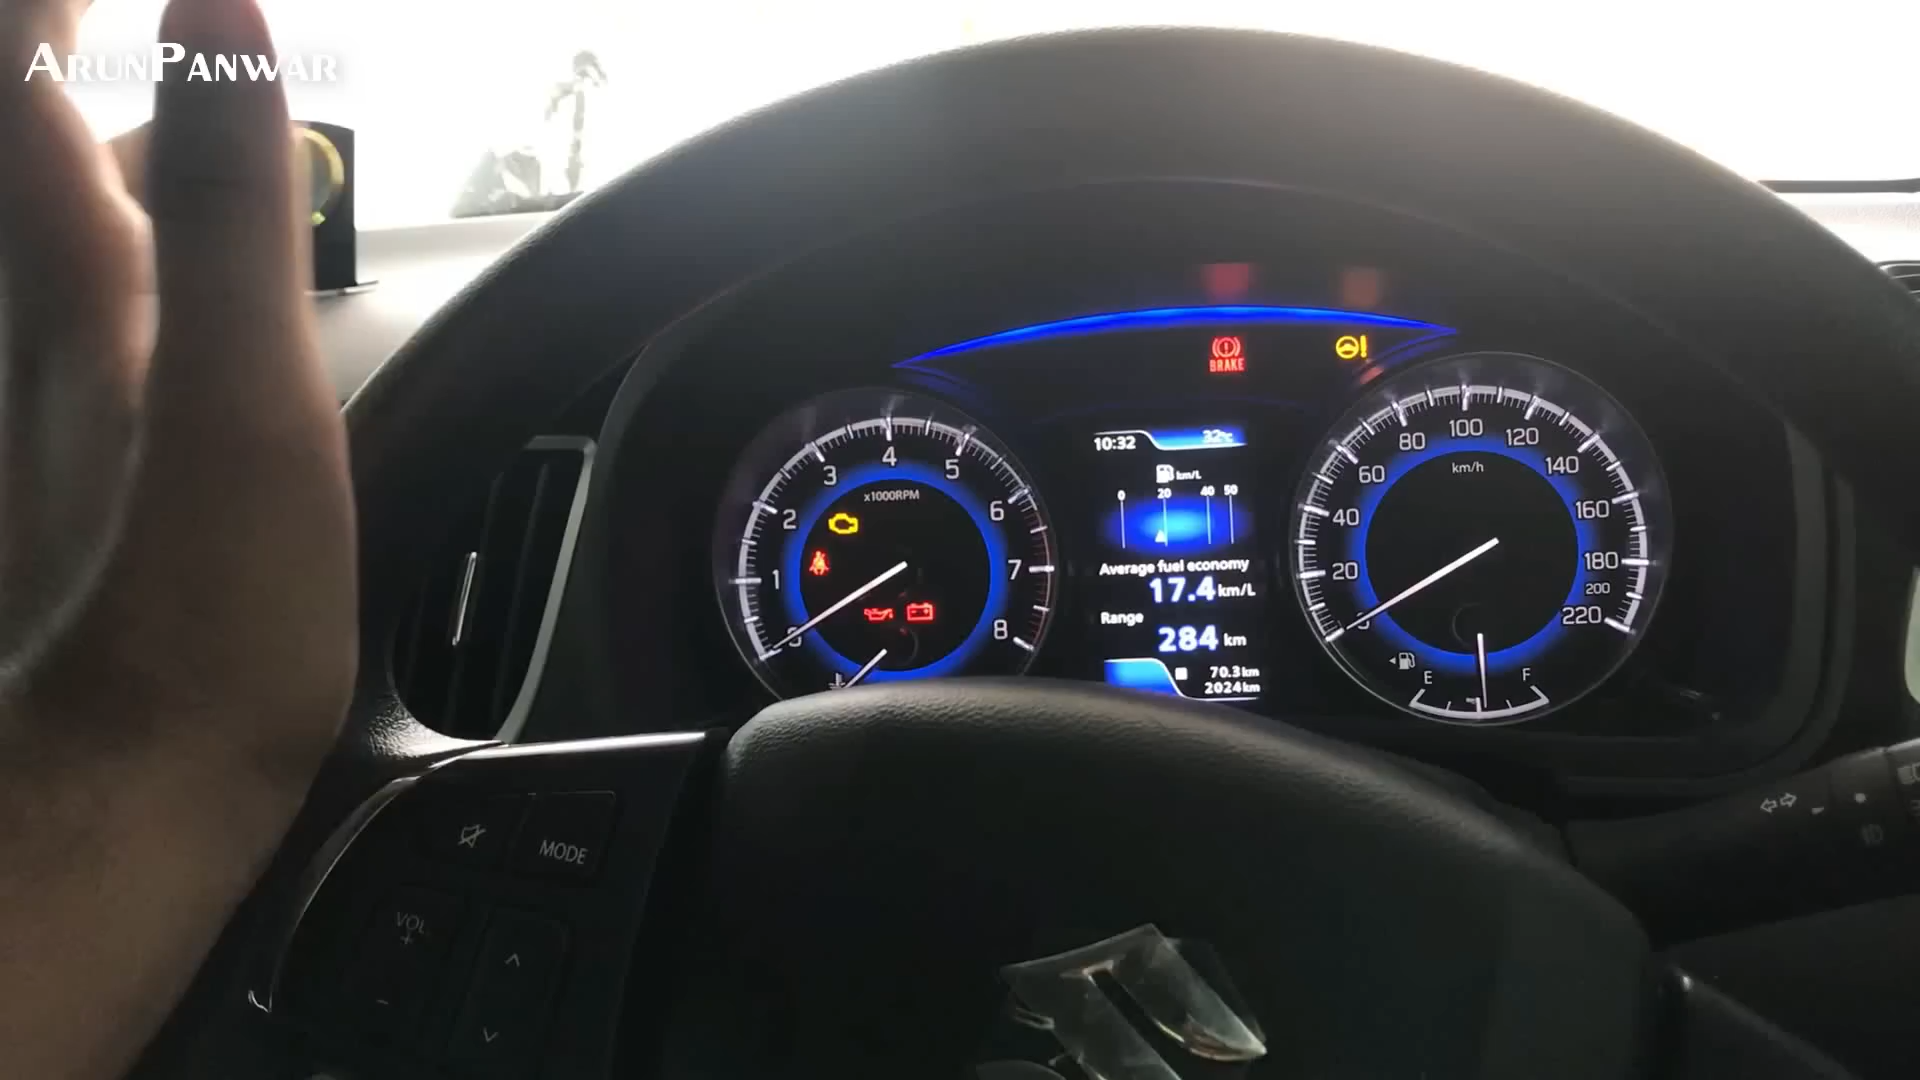 ARUNPANWAR
BRAKE
10:32 32°C
km/L
0 20 40 50
Average fuel economy
17.4 km/L
Range
284 km
70.3 km
2024 km
x1000RPM
1 2 3 4 5 6 7 8
km/h
20 40 60 80 100 120 140 160 180 200 220
E F
MODE
VOL
+
-